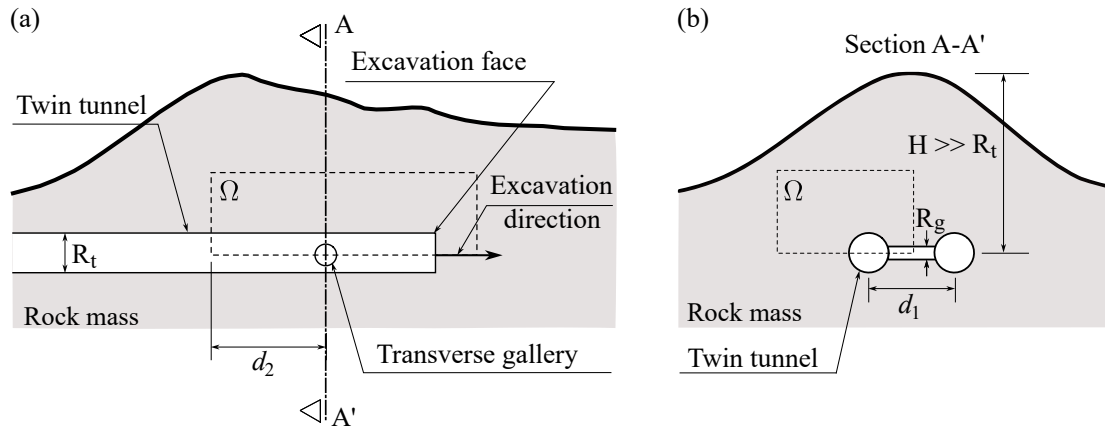 (a)
A
Excavation face
Twin tunnel
Ω
Excavation
direction
R_t
Rock mass
d_2
Transverse gallery
A'
(b)
Section A-A'
H >> R_t
Ω
R_g
Rock mass
d_1
Twin tunnel